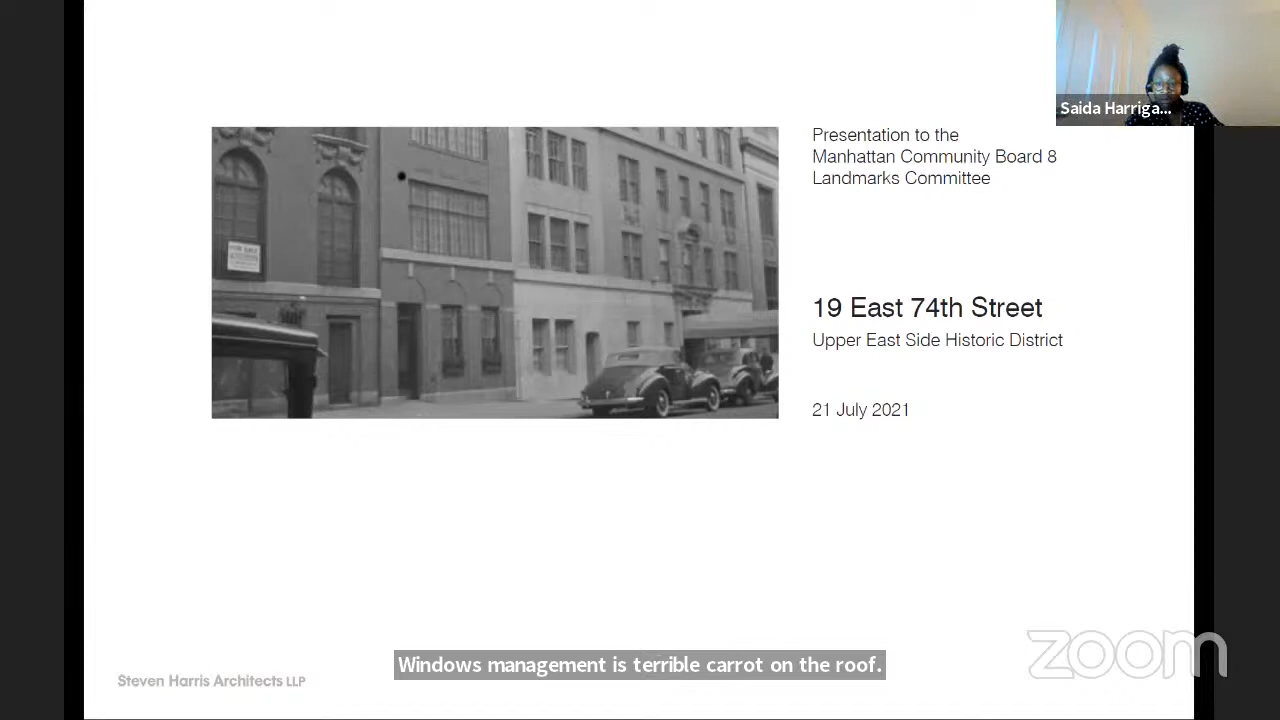 Saida Harriga...
Presentation to the
Manhattan Community Board 8
Landmarks Committee
19 East 74th Street
Upper East Side Historic District
21 July 2021
Windows management is terrible carrot on the roof.
Steven Harris Architects LLP
zoom